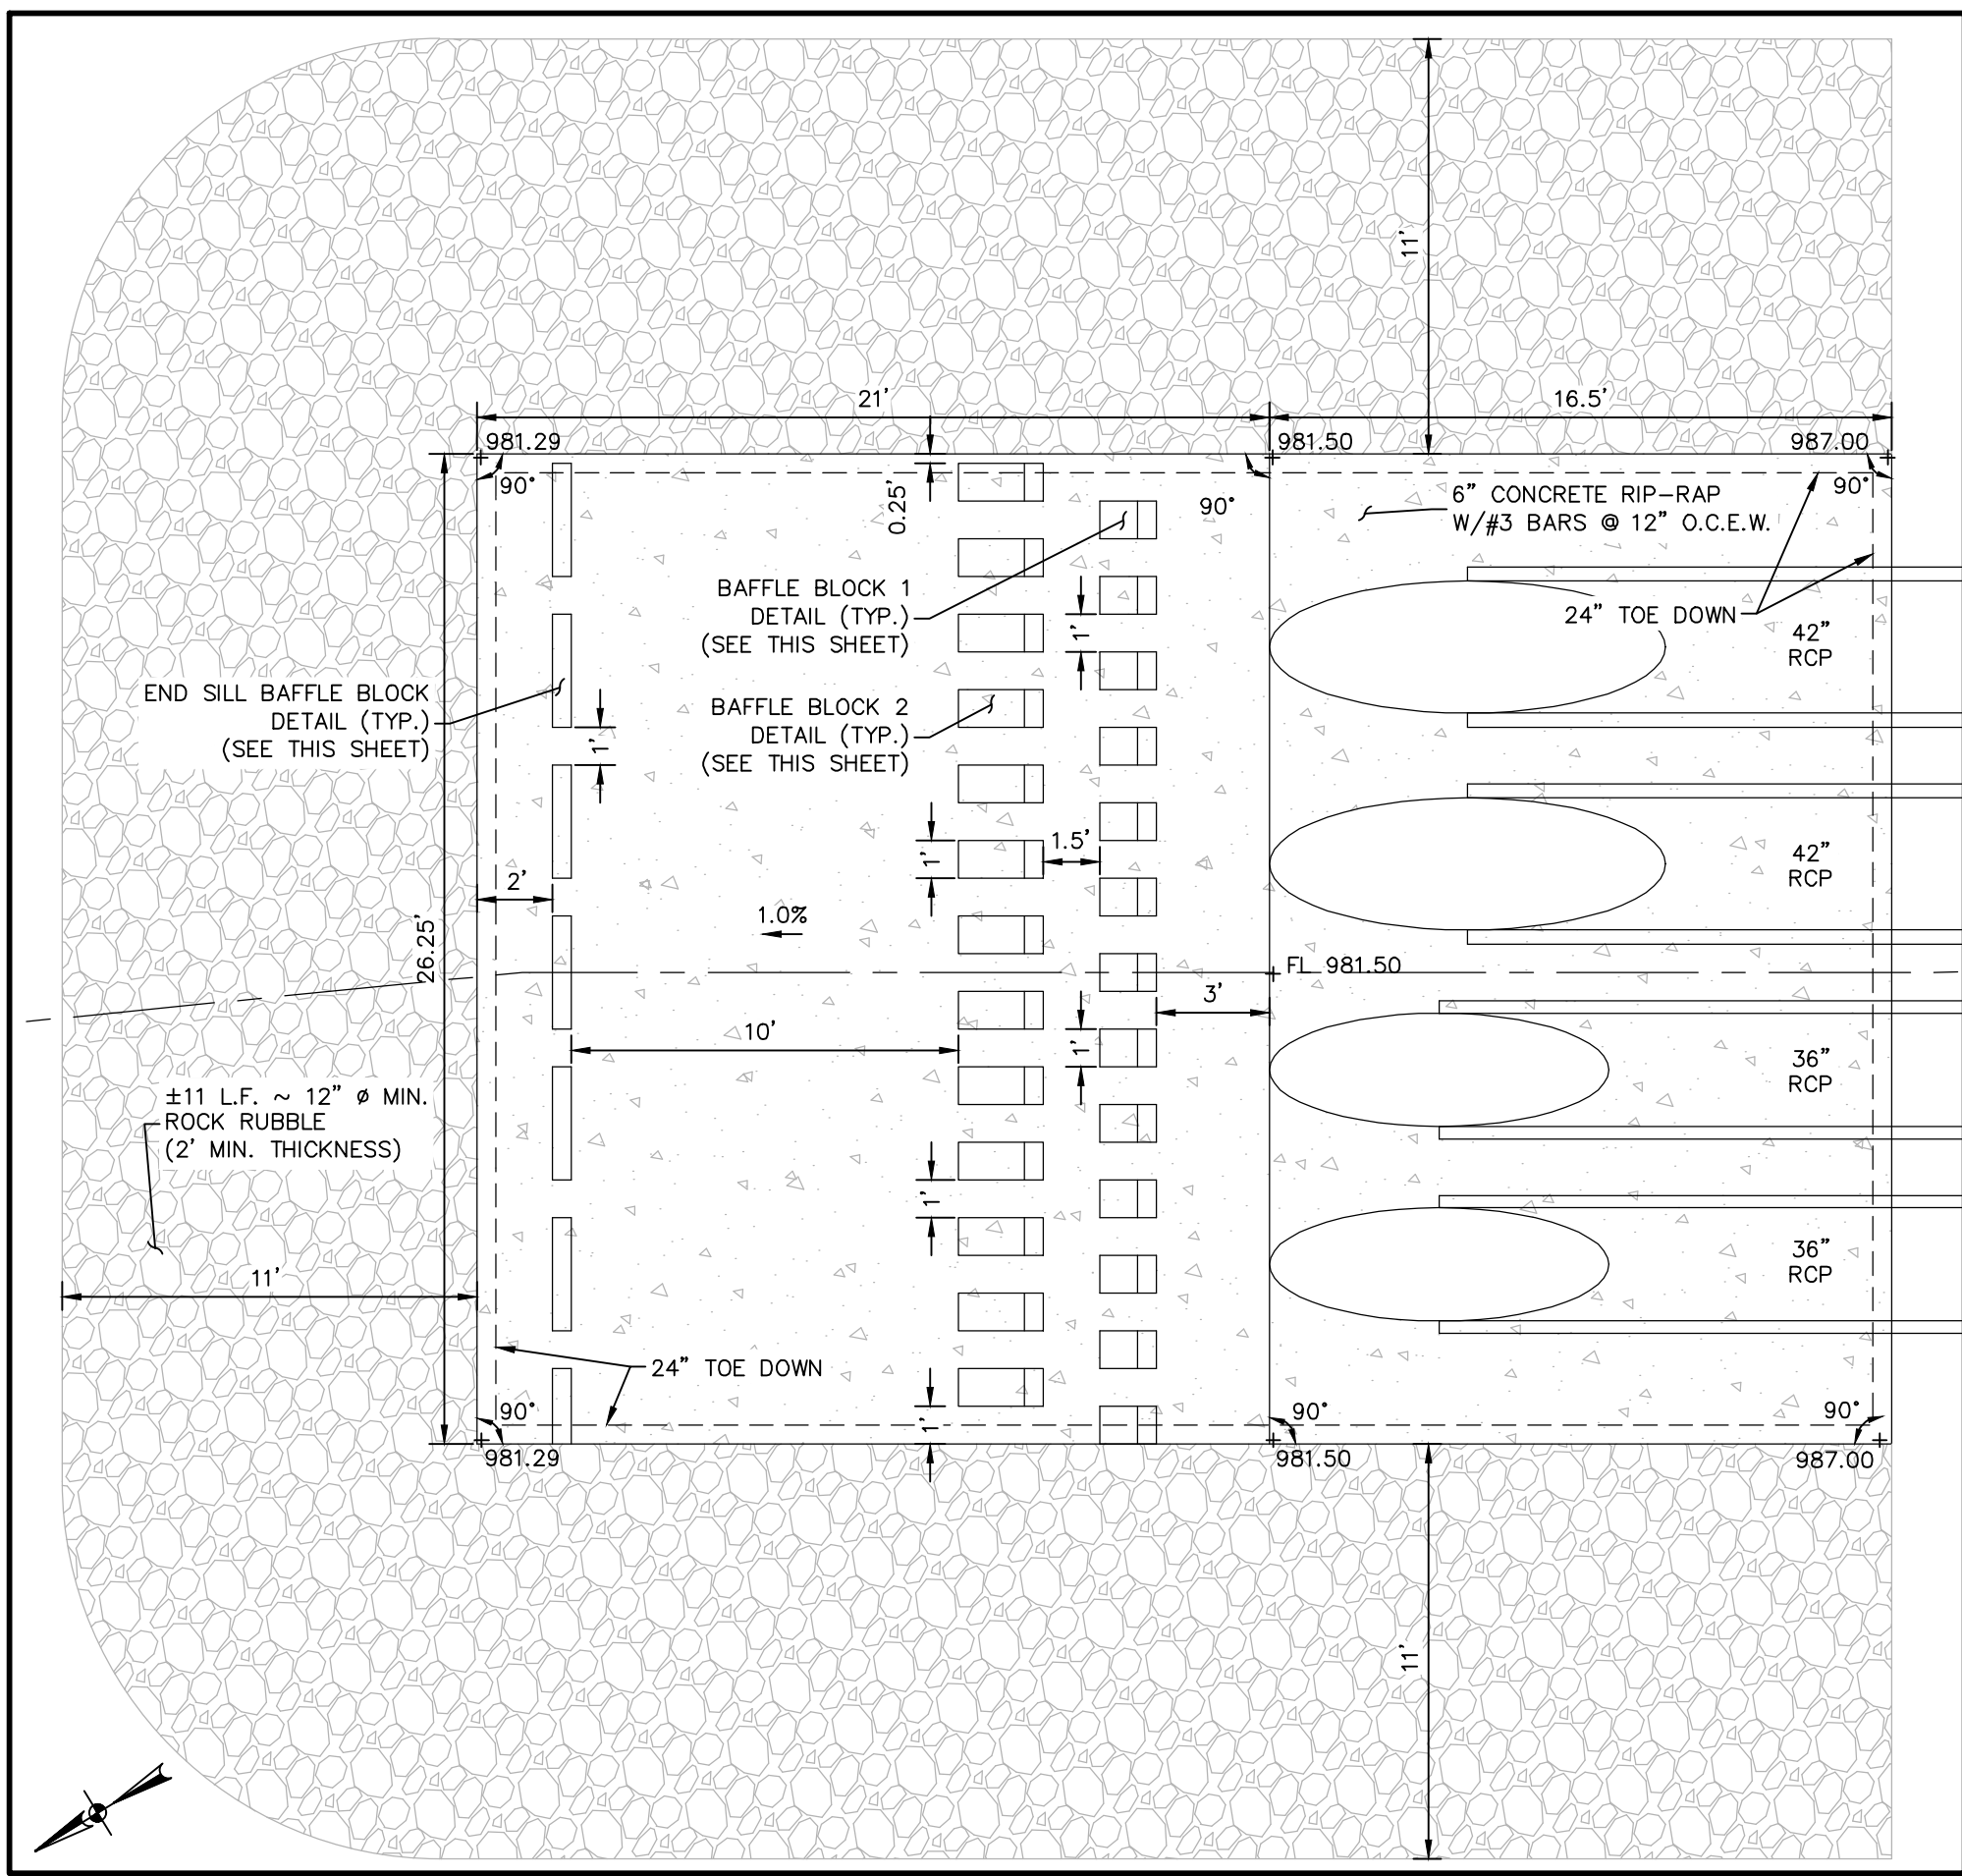 11'
21'
16.5'
981.29
981.50
987.00
90°
0.25'
90°
90°
6" CONCRETE RIP-RAP
W/#3 BARS @ 12" O.C.E.W.
BAFFLE BLOCK 1
DETAIL (TYP.)
(SEE THIS SHEET)
1'
24" TOE DOWN
42"
RCP
END SILL BAFFLE BLOCK
DETAIL (TYP.)
(SEE THIS SHEET)
1'
BAFFLE BLOCK 2
DETAIL (TYP.)
(SEE THIS SHEET)
1'
1.5'
42"
RCP
2'
26.25'
1.0%
FL 981.50
3'
10'
1'
36"
RCP
±11 L.F. ~ 12" ø MIN.
ROCK RUBBLE
(2' MIN. THICKNESS)
1'
36"
RCP
11'
24" TOE DOWN
90°
1'
90°
90°
981.29
981.50
987.00
11'